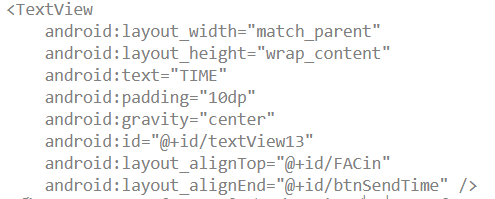 <TextView
android:layout_width="match_parent"
android:layout_height="wrap_content"
android:text="TIME"
android:padding="10dp"
android:gravity="center"
android:id="@+id/textView13"
android:layout_alignTop="@+id/FACin"
android:layout_alignEnd="@+id/btnSendTime" />